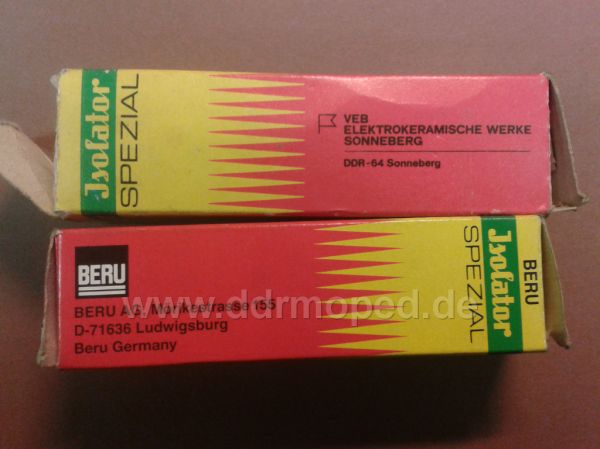 Isolator
SPEZIAL
VEB
ELEKTROKERAMISCHE WERKE
SONNEBERG
DDR-64 Sonneberg
www.ddrmoped.de
BERU
BERU AG, Mörikestrasse 155
D-71636 Ludwigsburg
Beru Germany
SPEZIAL
Isolator
BERU